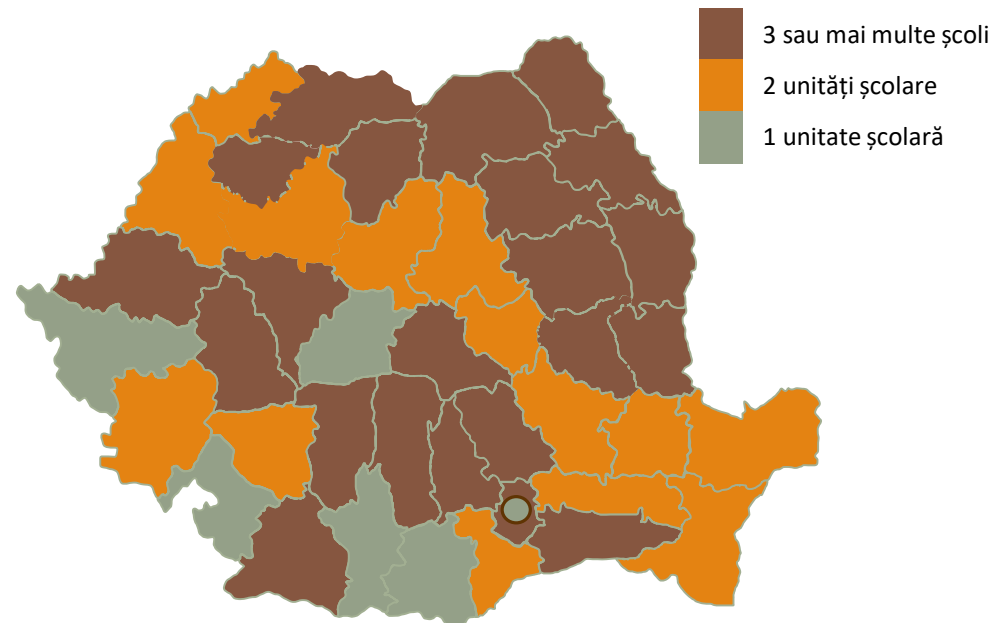 3 sau mai multe școli
2 unități școlare
1 unitate școlară